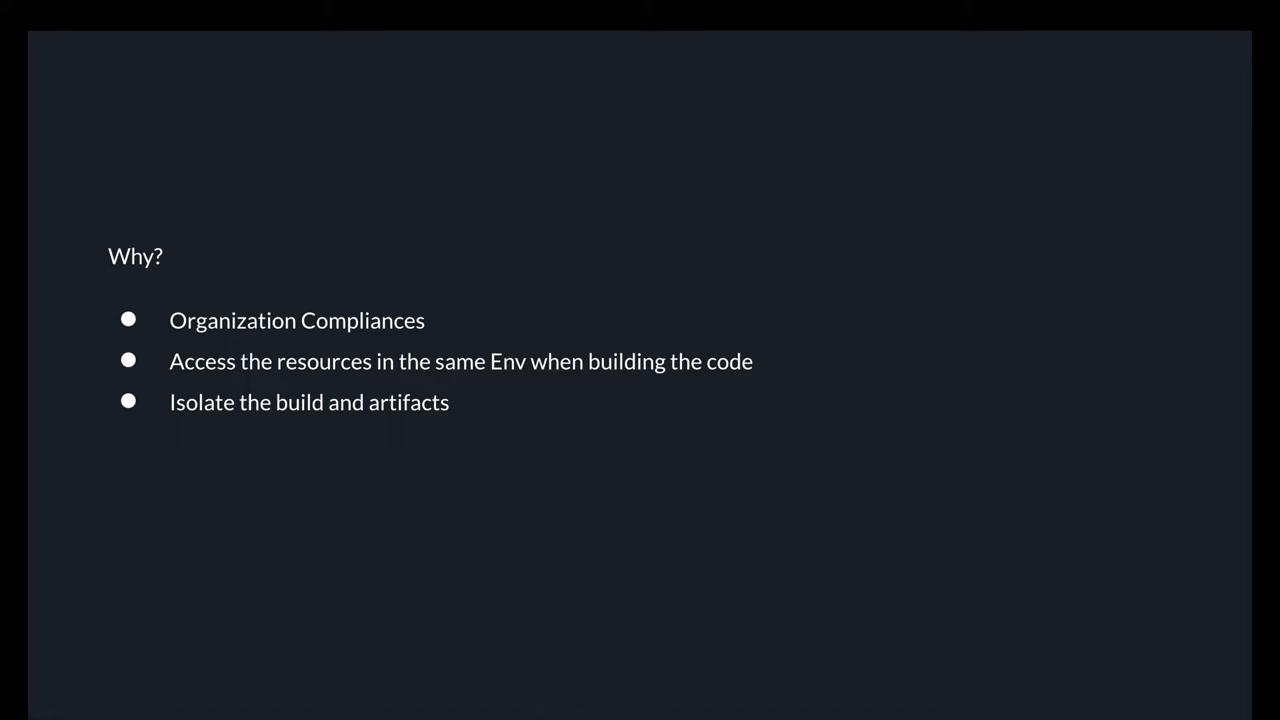 Why?
● Organization Compliances
● Access the resources in the same Env when building the code
● Isolate the build and artifacts